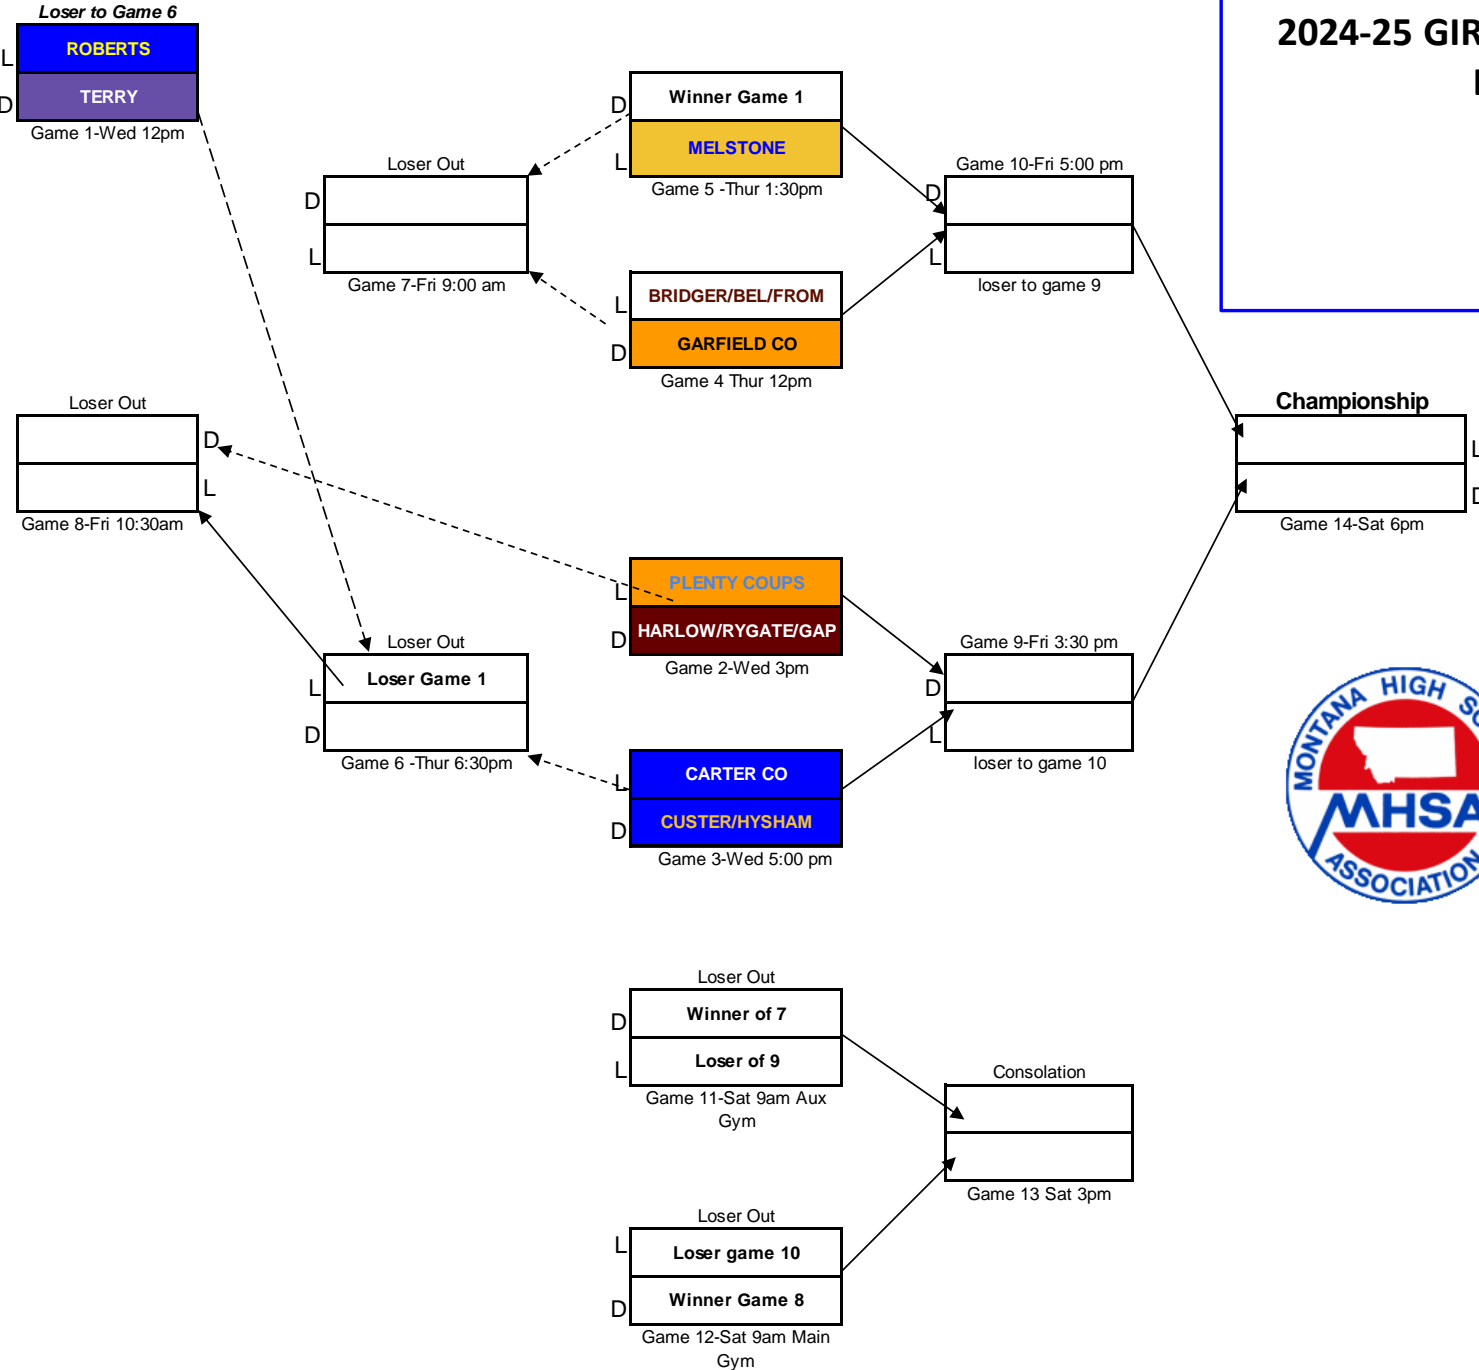 Loser to Game 6
L
ROBERTS
D
TERRY
Game 1-Wed 12pm
2024-25 GIR
D
Winner Game 1
L
MELSTONE
Game 5 -Thur 1:30pm
Loser Out
D
L
Game 7-Fri 9:00 am
Game 10-Fri 5:00 pm
D
L
loser to game 9
L
BRIDGER/BEL/FROM
D
GARFIELD CO
Game 4 Thur 12pm
Loser Out
D
L
Game 8-Fri 10:30am
Championship
L
D
Game 14-Sat 6pm
L
PLENTY COUPS
D
HARLOW/RYGATE/GAP
Game 2-Wed 3pm
Loser Out
L
Loser Game 1
D
Game 6 -Thur 6:30pm
Game 9-Fri 3:30 pm
D
L
loser to game 10
L
CARTER CO
D
CUSTER/HYSHAM
Game 3-Wed 5:00 pm
MONTANA HIGH SC
MHSA
ASSOCIATION
Loser Out
D
Winner of 7
L
Loser of 9
Game 11-Sat 9am Aux
Gym
Consolation
Game 13 Sat 3pm
Loser Out
L
Loser game 10
D
Winner Game 8
Game 12-Sat 9am Main
Gym